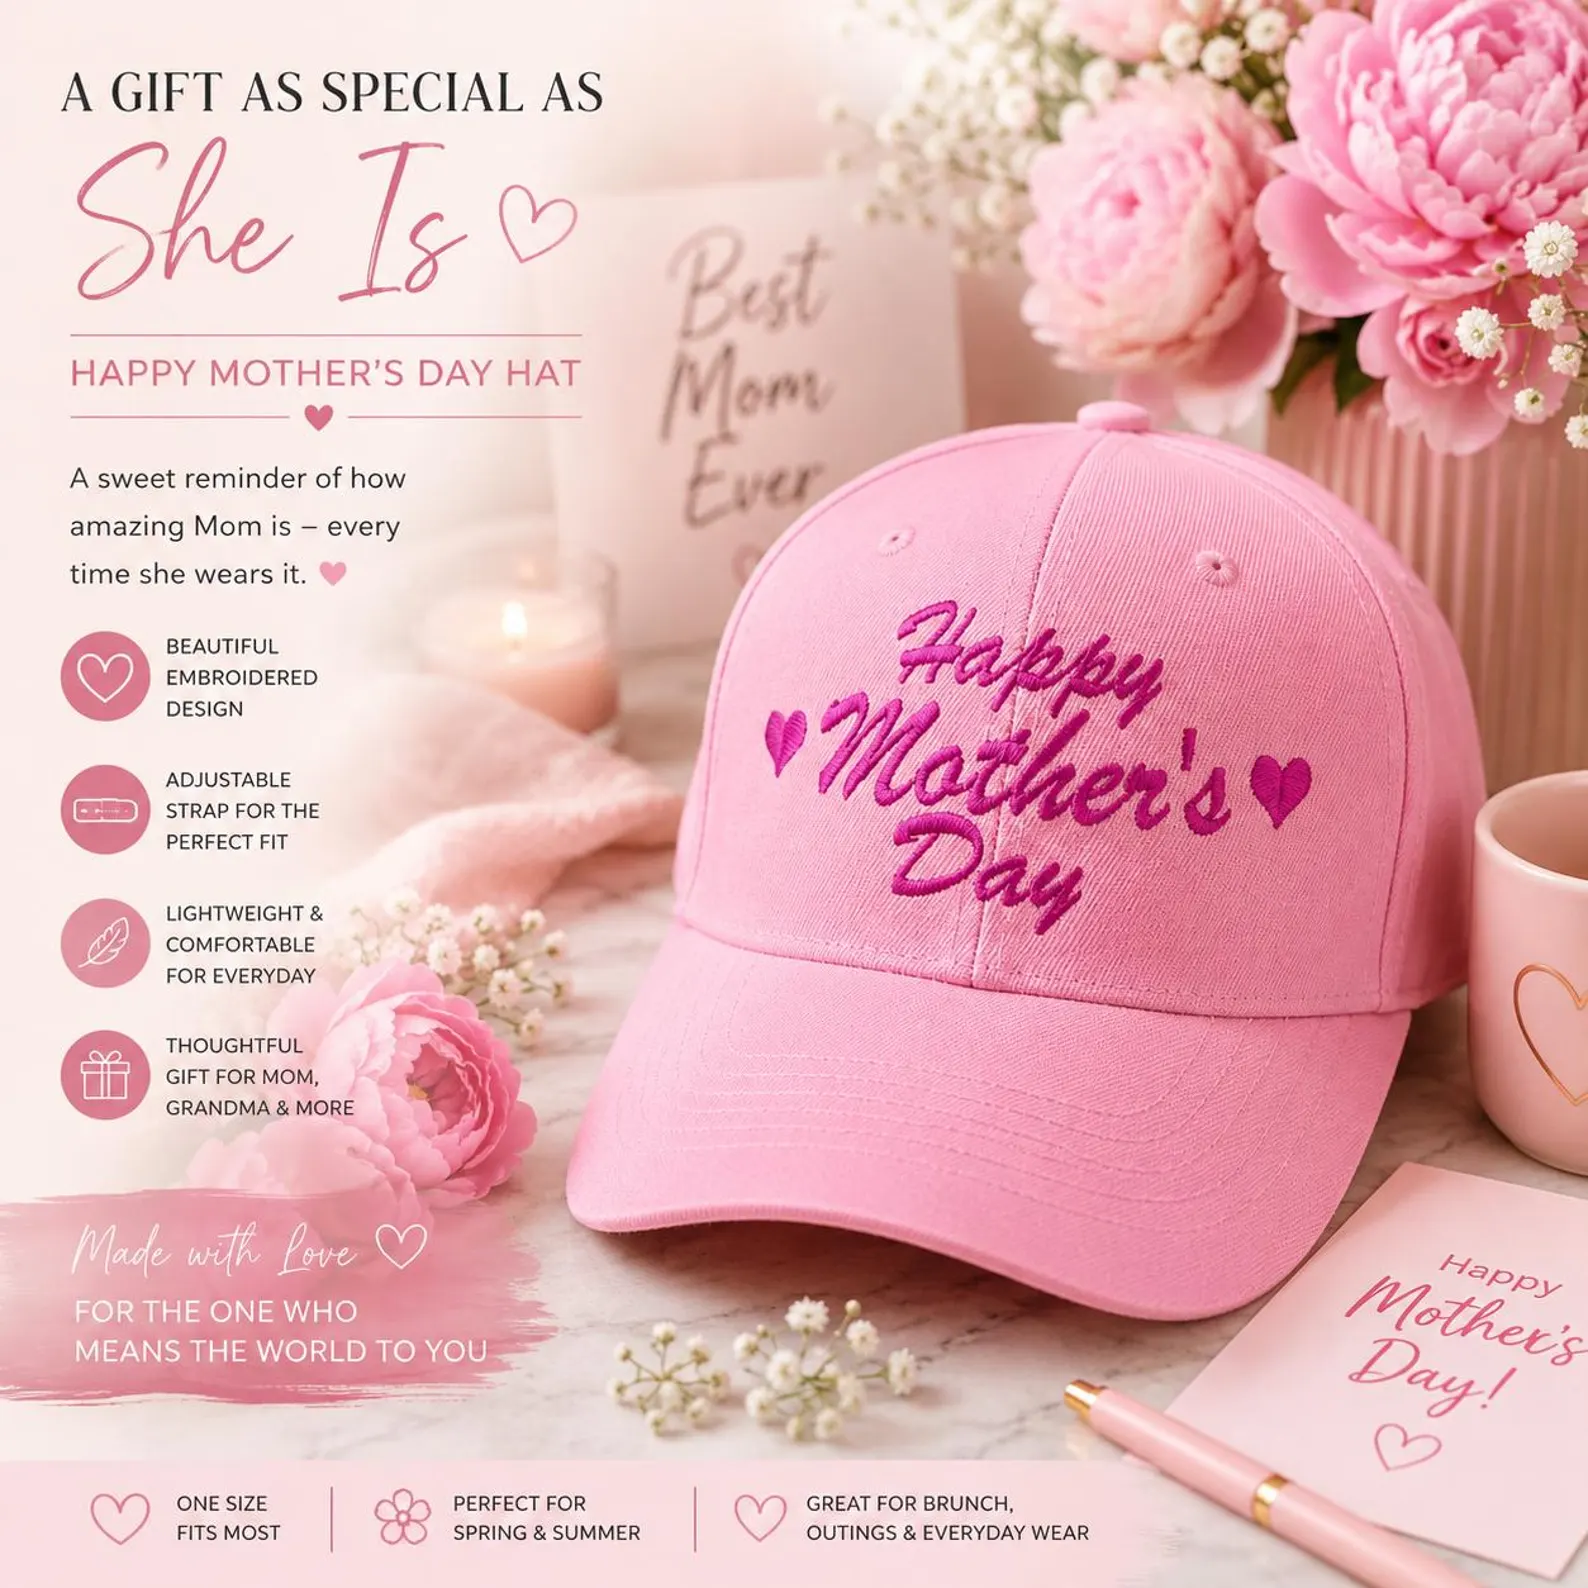 A GIFT AS SPECIAL AS
She Is
HAPPY MOTHER'S DAY HAT
A sweet reminder of how
amazing Mom is – every
time she wears it.
BEAUTIFUL
EMBROIDERED
DESIGN
ADJUSTABLE
STRAP FOR THE
PERFECT FIT
LIGHTWEIGHT &
COMFORTABLE
FOR EVERYDAY
THOUGHTFUL
GIFT FOR MOM,
GRANDMA & MORE
Made with Love
FOR THE ONE WHO
MEANS THE WORLD TO YOU
Best
Mom
Ever
Happy
Mother's
Day
Happy
Mother's
Day!
ONE SIZE
FITS MOST
PERFECT FOR
SPRING & SUMMER
GREAT FOR BRUNCH,
OUTINGS & EVERYDAY WEAR